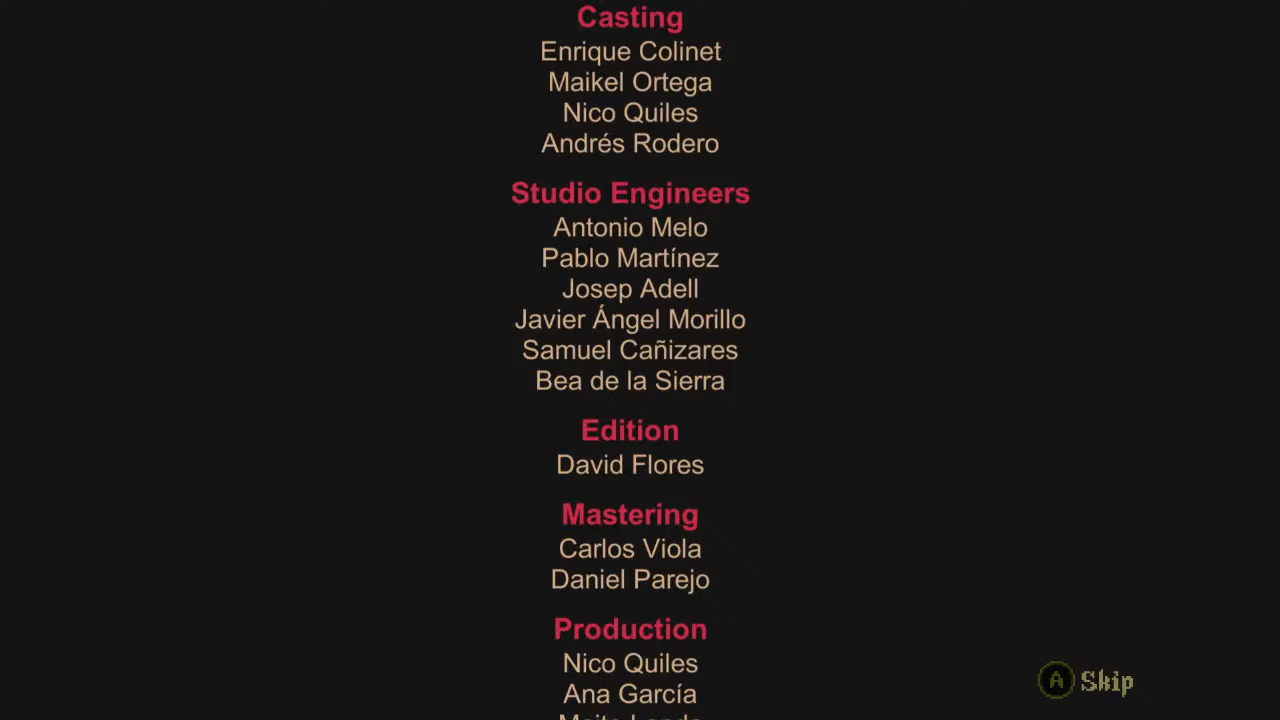 Casting
Enrique Colinet
Maikel Ortega
Nico Quiles
Andrés Rodero
Studio Engineers
Antonio Melo
Pablo Martínez
Josep Adell
Javier Ángel Morillo
Samuel Cañizares
Bea de la Sierra
Edition
David Flores
Mastering
Carlos Viola
Daniel Parejo
Production
Nico Quiles
Ana García
A Skip